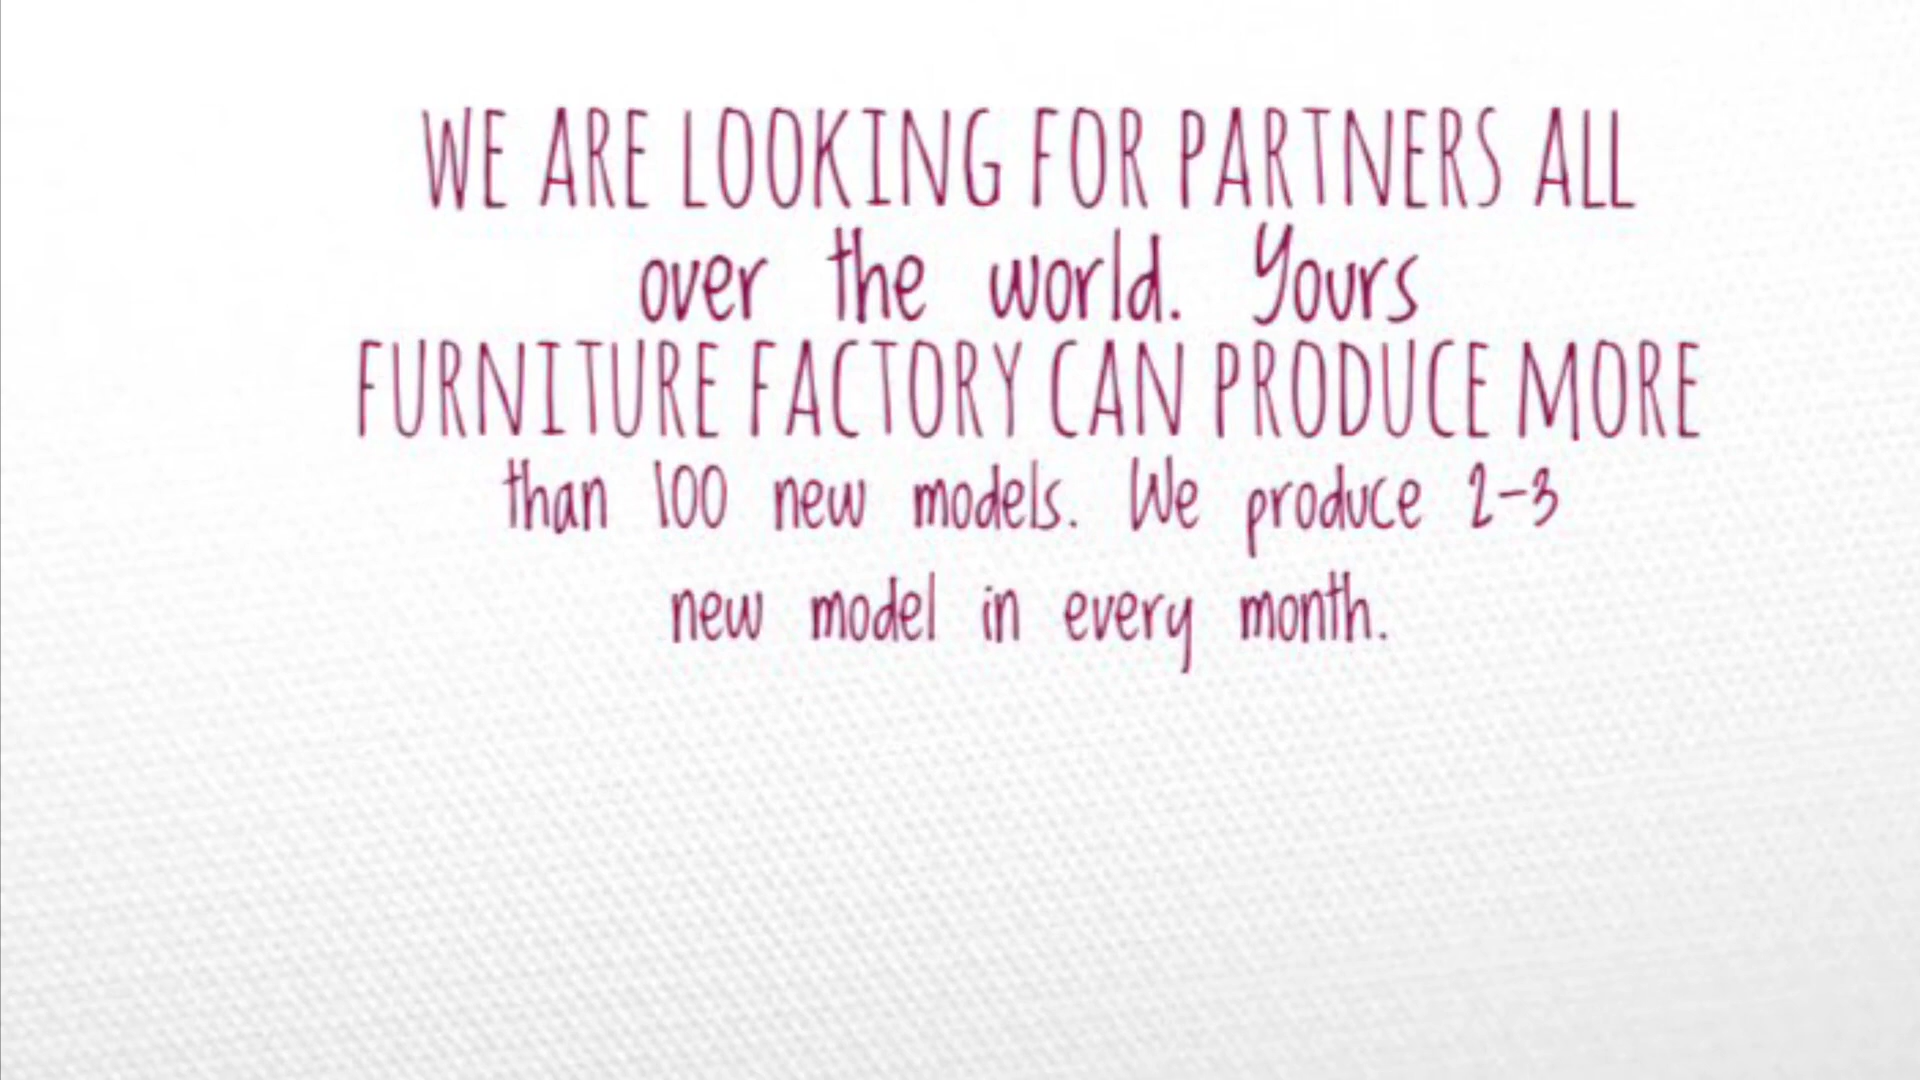 WE ARE LOOKING FOR PARTNERS ALL
over the world. Yours
FURNITURE FACTORY CAN PRODUCE MORE
than 100 new models. We produce 2-3
new model in every month.